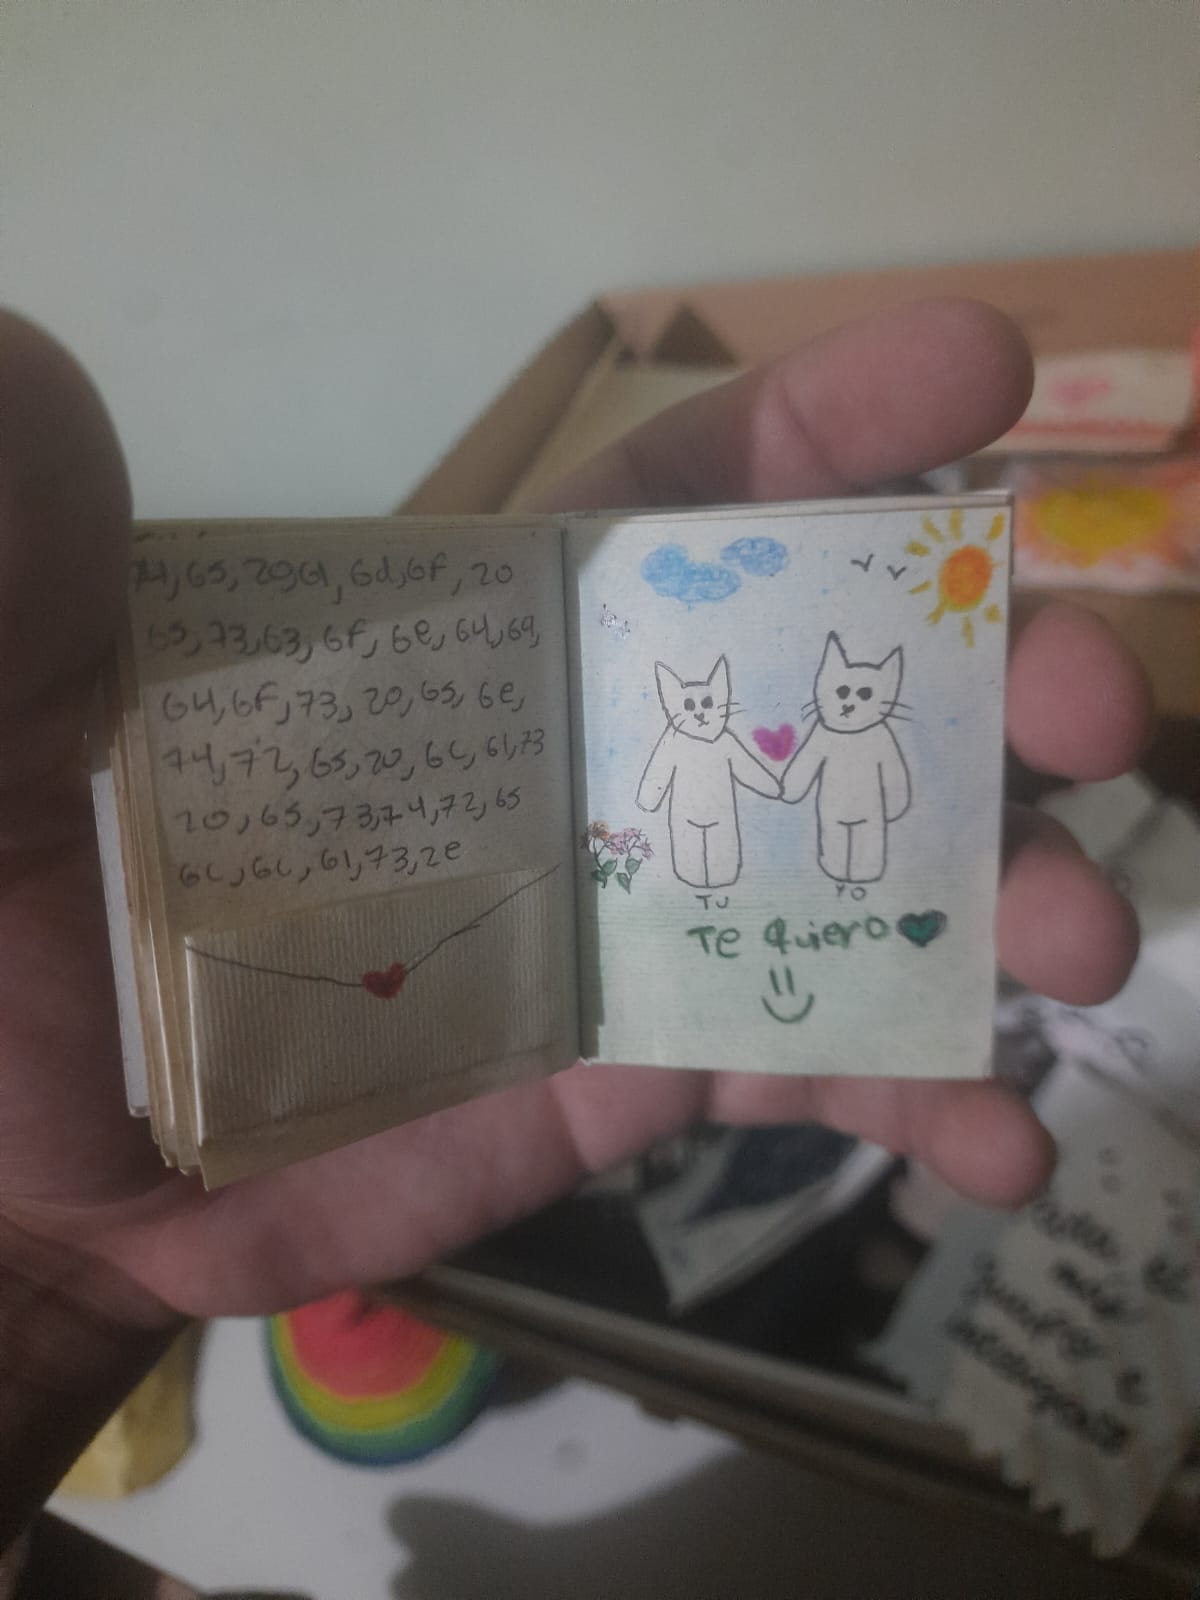 74, 65, 20, 61, 6d, 6f, 20
65, 73, 63, 6f, 6e, 64, 69,
64, 6f, 73, 20, 65, 6e,
74, 72, 65, 20, 6c, 61, 73
20, 65, 73, 74, 72, 65
6c, 6c, 61, 73, 2e
TU
YO
Te Quiero